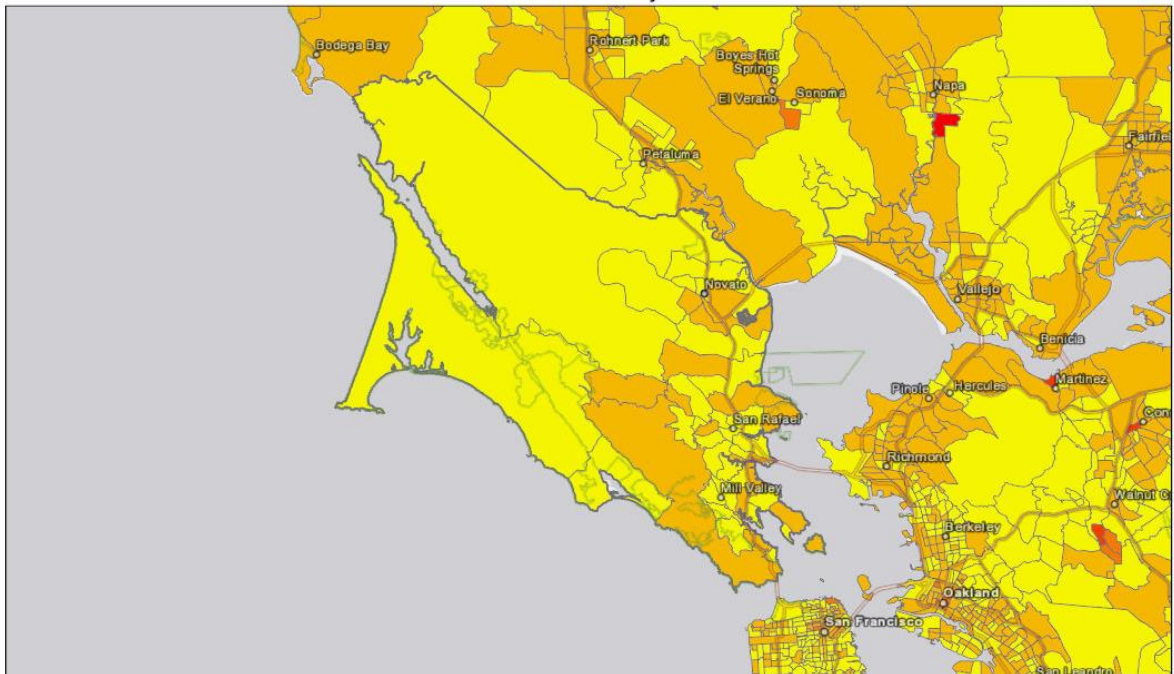 Bodega Bay
Rohnert Park
Boyes Hot
Springs
El Verano
Sonoma
Napa
Petaluma
Novato
Vallejo
Benicia
Pinole
Hercules
Martinez
San Rafael
Richmond
Mill Valley
Berkeley
Oakland
San Francisco
San Leandro